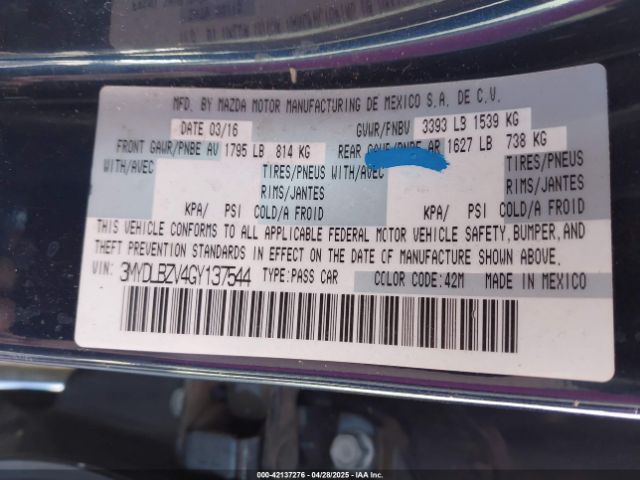 MFD. BY MAZDA MOTOR MANUFACTURING DE MEXICO S.A. DE C.V.
DATE 03/16 GVWR/PNBV 3393 LB 1539 KG
FRONT GAWR/PNBE AV 1795 LB 814 KG REAR GAWR/PNBE AR 1627 LB 738 KG
WITH/AVEC TIRES/PNEUS WITH/AVEC TIRES/PNEUS
RIMS/JANTES RIMS/JANTES
KPA/ PSI COLD/A FROID KPA/ PSI COLD/A FROID
THIS VEHICLE CONFORMS TO ALL APPLICABLE FEDERAL MOTOR VEHICLE SAFETY, BUMPER, AND
THEFT PREVENTION STANDARDS IN EFFECT ON THE DATE OF MANUFACTURE SHOWN ABOVE.
VIN: 3MYDLBZV4GY137544 TYPE:PASS CAR COLOR CODE:42M MADE IN MEXICO
000-42137276 - 04/28/2025 - IAA Inc.